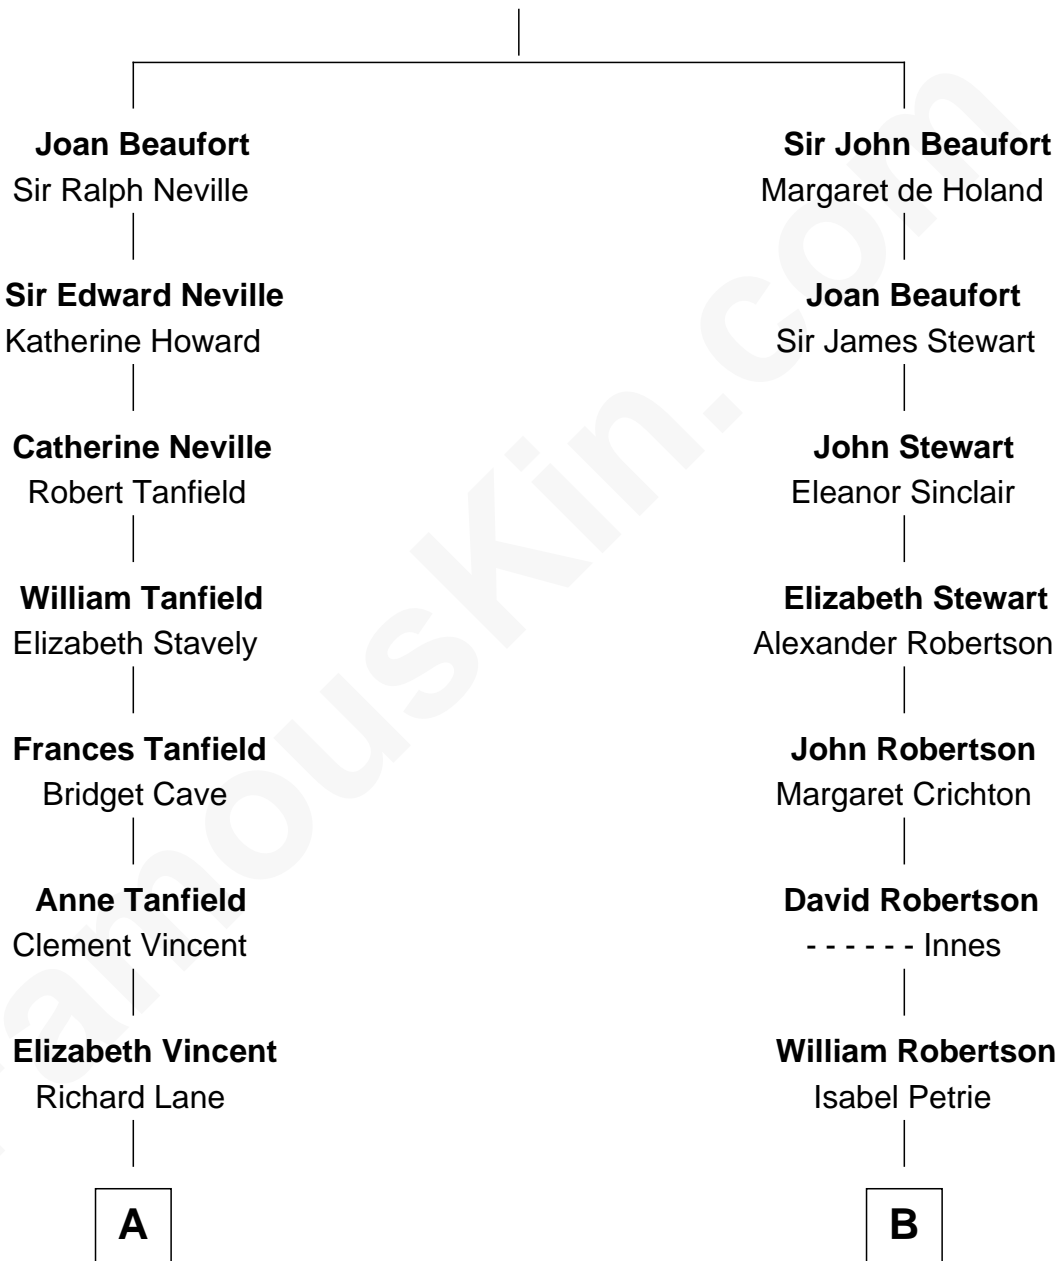 Joan Beaufort
Sir Ralph Neville
Sir Edward Neville
Katherine Howard
Catherine Neville
Robert Tanfield
William Tanfield
Elizabeth Stavely
Frances Tanfield
Bridget Cave
Anne Tanfield
Clement Vincent
Elizabeth Vincent
Richard Lane
A
Sir John Beaufort
Margaret de Holand
Joan Beaufort
Sir James Stewart
John Stewart
Eleanor Sinclair
Elizabeth Stewart
Alexander Robertson
John Robertson
Margaret Crichton
David Robertson
- - - - - - Innes
William Robertson
Isabel Petrie
B
FamousKin.com